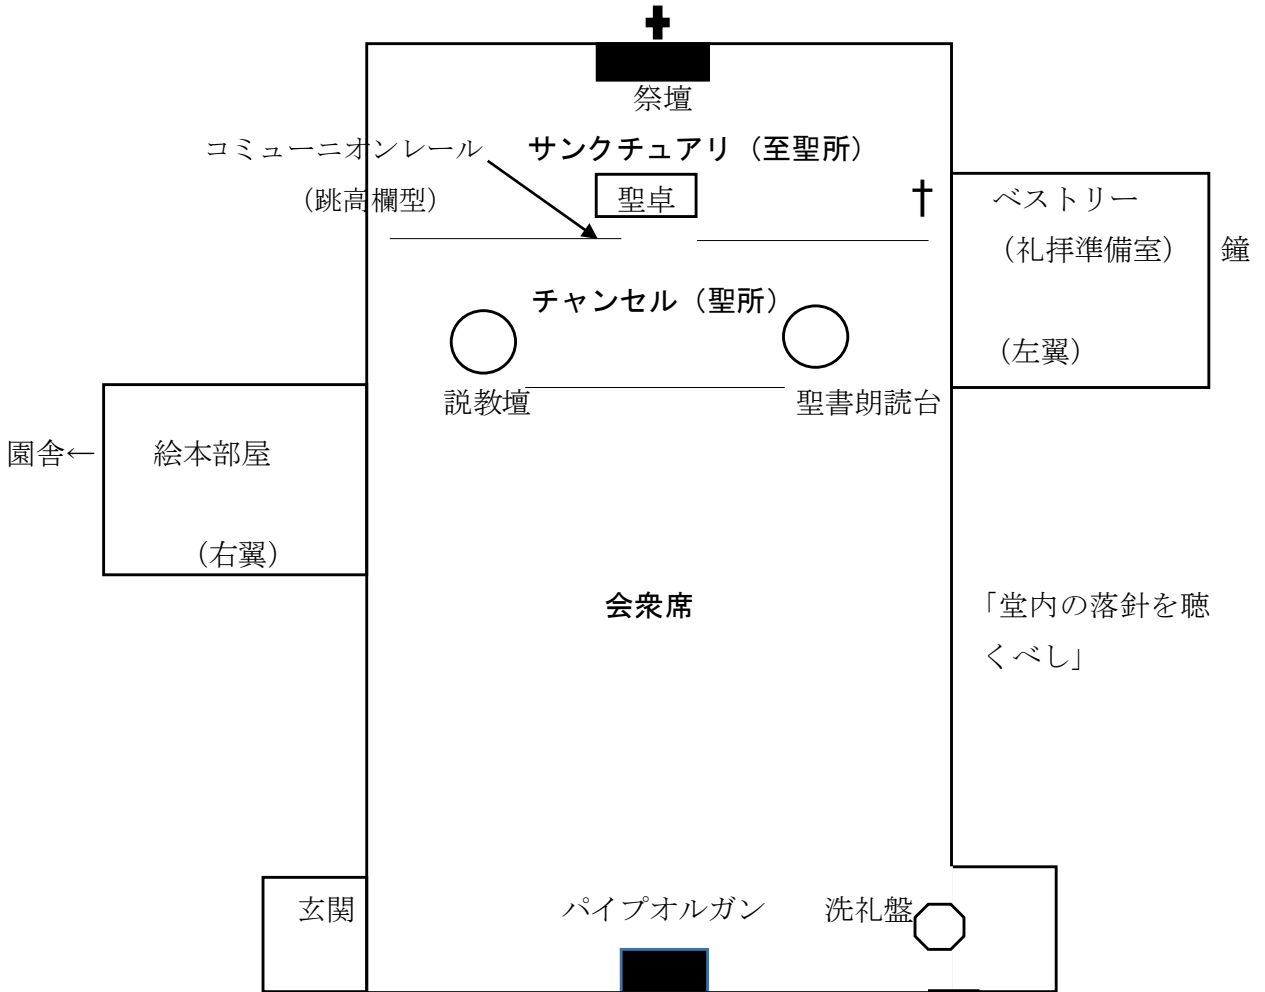 祭壇
コミューニオンレール
サンクチュアリ（至聖所）
（跳高欄型）
聖卓
ベストリー
（礼拝準備室）
鐘
チャンセル（聖所）
（左翼）
説教壇
聖書朗読台
園舎←
絵本部屋
（右翼）
会衆席
「堂内の落針を聴
くべし」
玄関
パイプオルガン
洗礼盤